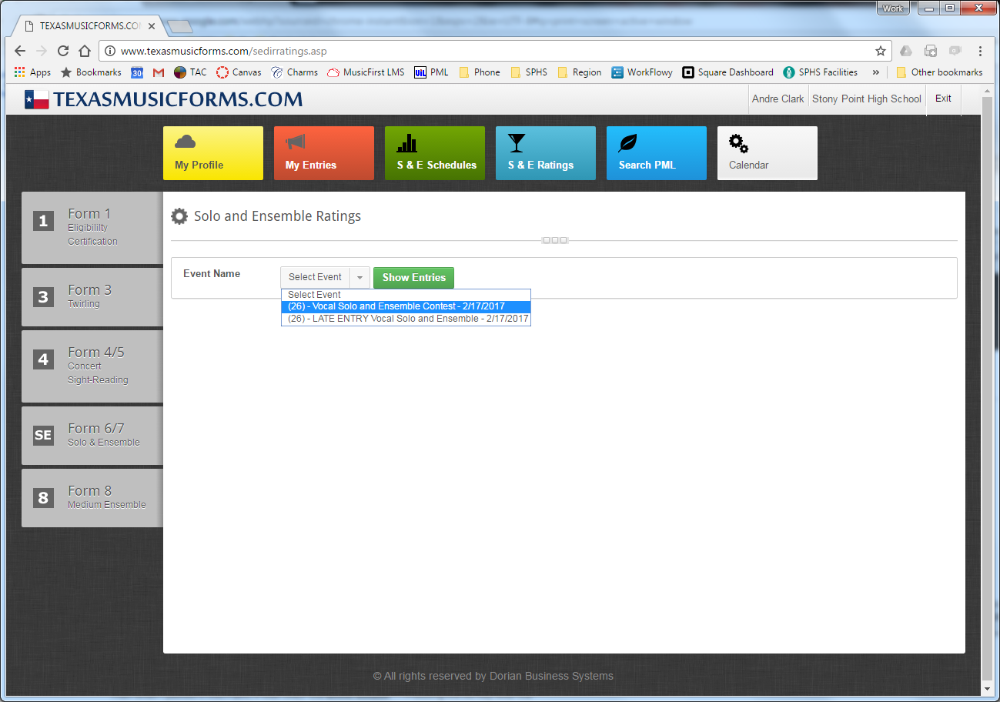 Work
TEXASMUSICFORMS.CO
www.texasmusicforms.com/sedirratings.asp
Apps Bookmarks 30 TAC Canvas Charms MusicFirst LMS UIL PML Phone SPHS Region WorkFlowy Square Dashboard SPHS Facilities » Other bookmarks
TEXASMUSICFORMS.COM
Andre Clark Stony Point High School Exit
My Profile
My Entries
S & E Schedules
S & E Ratings
Search PML
Calendar
1 Form 1
Eligibililty
Certification
3 Form 3
Twirling
4 Form 4/5
Concert
Sight-Reading
SE Form 6/7
Solo & Ensemble
8 Form 8
Medium Ensemble
Solo and Ensemble Ratings
Event Name Select Event Show Entries
Select Event
(26) - Vocal Solo and Ensemble Contest - 2/17/2017
(26) - LATE ENTRY Vocal Solo and Ensemble - 2/17/2017
© All rights reserved by Dorian Business Systems